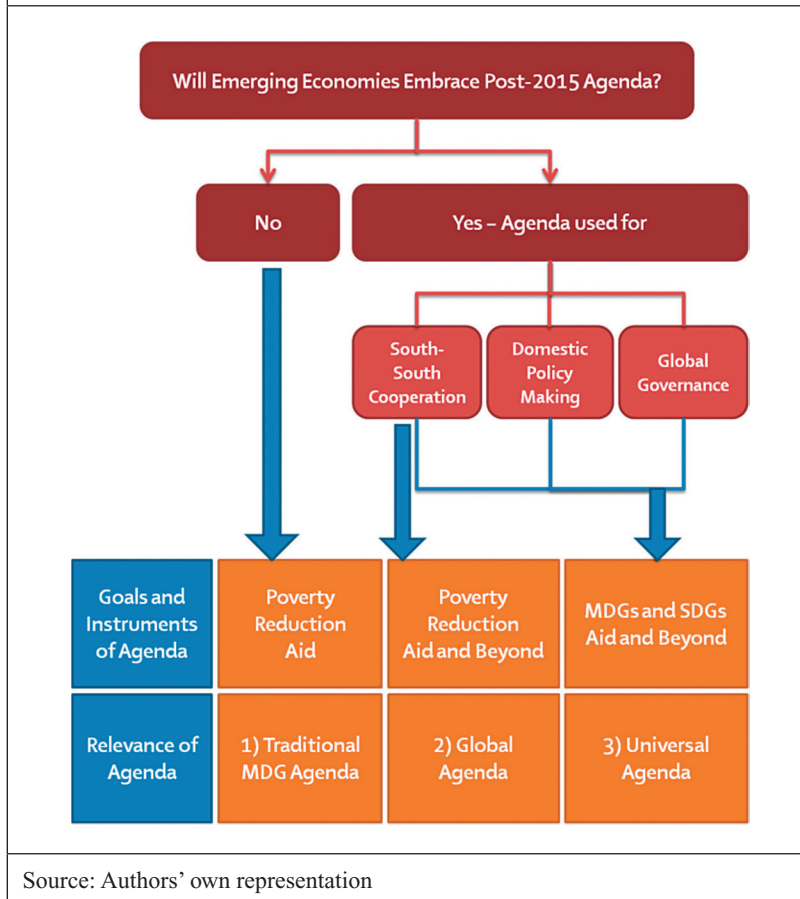 Will Emerging Economies Embrace Post-2015 Agenda?
No
Yes – Agenda used for
South-
South
Cooperation
Domestic
Policy
Making
Global
Governance
Goals and
Instruments
of Agenda
Poverty
Reduction
Aid
Poverty
Reduction
Aid and Beyond
MDGs and SDGs
Aid and Beyond
Relevance of
Agenda
1) Traditional
MDG Agenda
2) Global
Agenda
3) Universal
Agenda
Source: Authors’ own representation